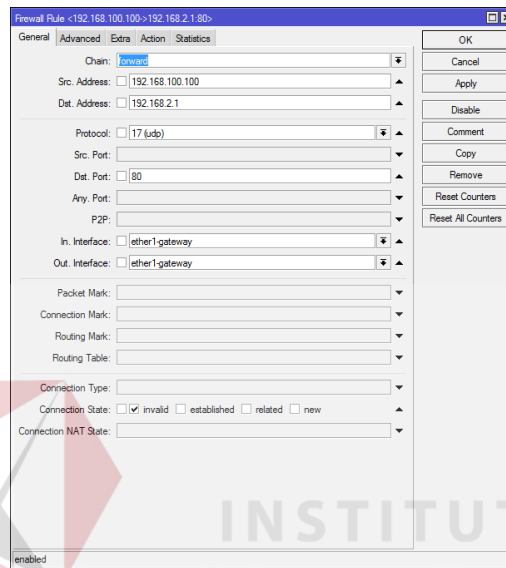 Firewall Rule <192.168.100.100->192.168.2.1:80>
General Advanced Extra Action Statistics
Chain: forward
Src. Address: 192.168.100.100
Dst. Address: 192.168.2.1
Protocol: 17 (udp)
Src. Port:
Dst. Port: 80
Any. Port:
P2P:
In. Interface: ether1-gateway
Out. Interface: ether1-gateway
Packet Mark:
Connection Mark:
Routing Mark:
Routing Table:
Connection Type:
Connection State: invalid established related new
Connection NAT State:
OK
Cancel
Apply
Disable
Comment
Copy
Remove
Reset Counters
Reset All Counters
INSTITUT
enabled